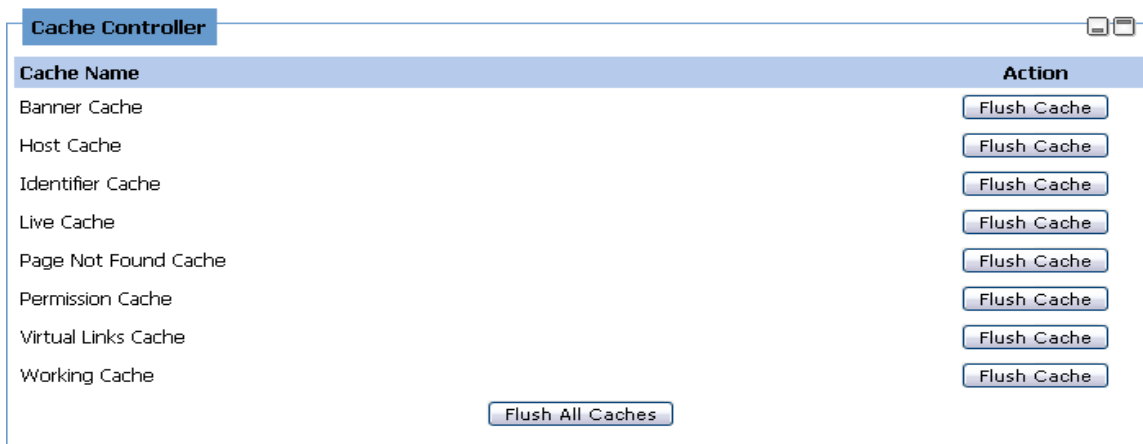 Cache Controller
Cache Name Action
Banner Cache Flush Cache
Host Cache Flush Cache
Identifier Cache Flush Cache
Live Cache Flush Cache
Page Not Found Cache Flush Cache
Permission Cache Flush Cache
Virtual Links Cache Flush Cache
Working Cache Flush Cache
Flush All Caches